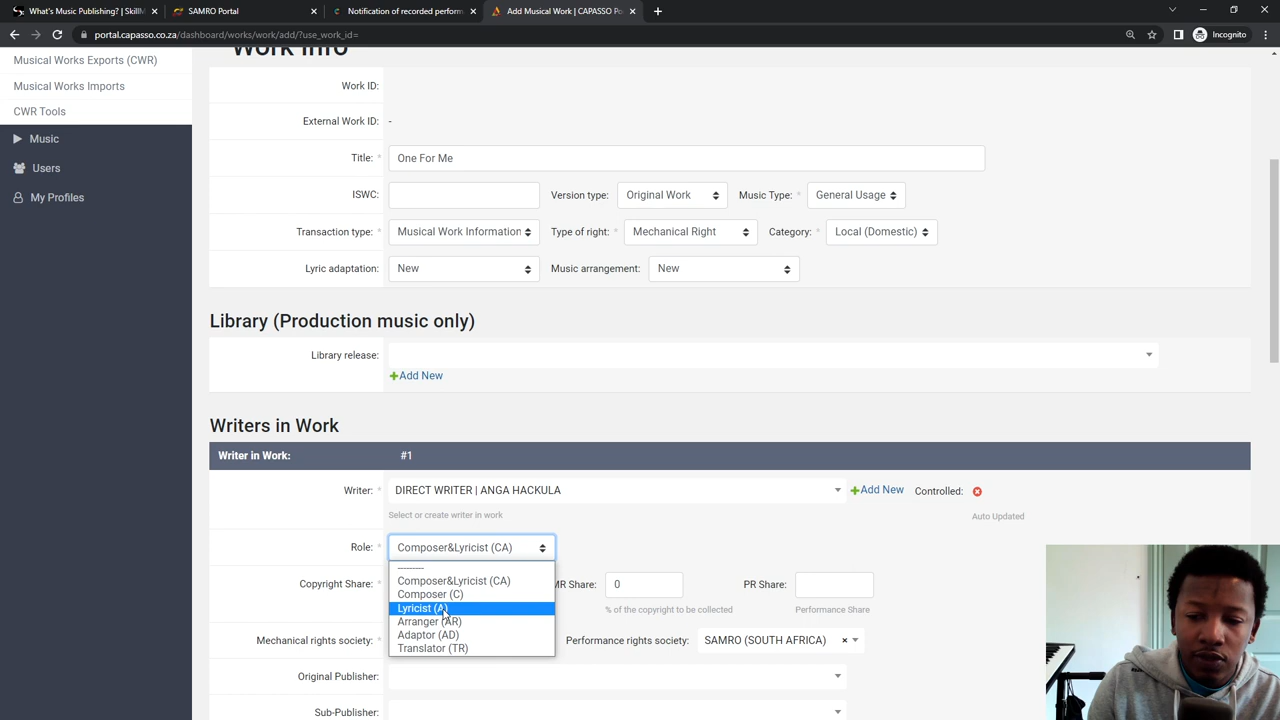 What's Music Publishing? | SkillM
SAMRO Portal
Notification of recorded perform
Add Musical Work | CAPASSO Po
portal.capasso.co.za/dashboard/works/work/add/?use_work_id=
Incognito
Work Info
Musical Works Exports (CWR)
Musical Works Imports
CWR Tools
Music
Users
My Profiles
Work ID:
External Work ID: -
Title: * One For Me
ISWC: Version type: Original Work Music Type: * General Usage
Transaction type: * Musical Work Information Type of right: * Mechanical Right Category: * Local (Domestic)
Lyric adaptation: New Music arrangement: New
Library (Production music only)
Library release:
Add New
Writers in Work
Writer in Work: #1
Writer: * DIRECT WRITER | ANGA HACKULA Add New Controlled:
Select or create writer in work Auto Updated
Role: * Composer&Lyricist (CA)
---------
Composer&Lyricist (CA)
Composer (C)
Lyricist (A)
Arranger (AR)
Adaptor (AD)
Translator (TR)
Copyright Share: * MR Share: 0 PR Share:
% of the copyright to be collected Performance Share
Mechanical rights society: * Performance rights society: SAMRO (SOUTH AFRICA) ×
Original Publisher:
Sub-Publisher: